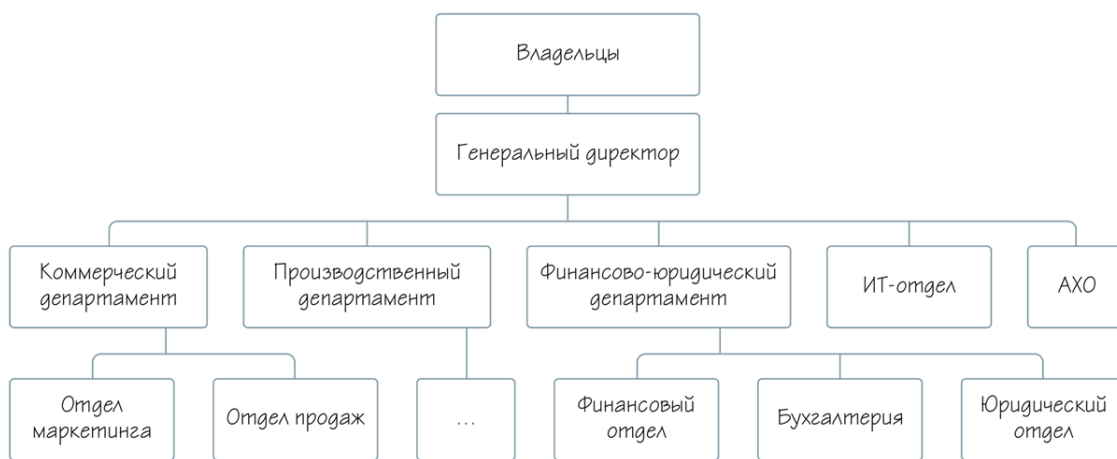 Владельцы
Генеральный директор
Коммерческий
департамент
Производственный
департамент
Финансово-юридический
департамент
ИТ-отдел
АХО
Отдел
маркетинга
Отдел продаж
...
Финансовый
отдел
Бухгалтерия
Юридический
отдел